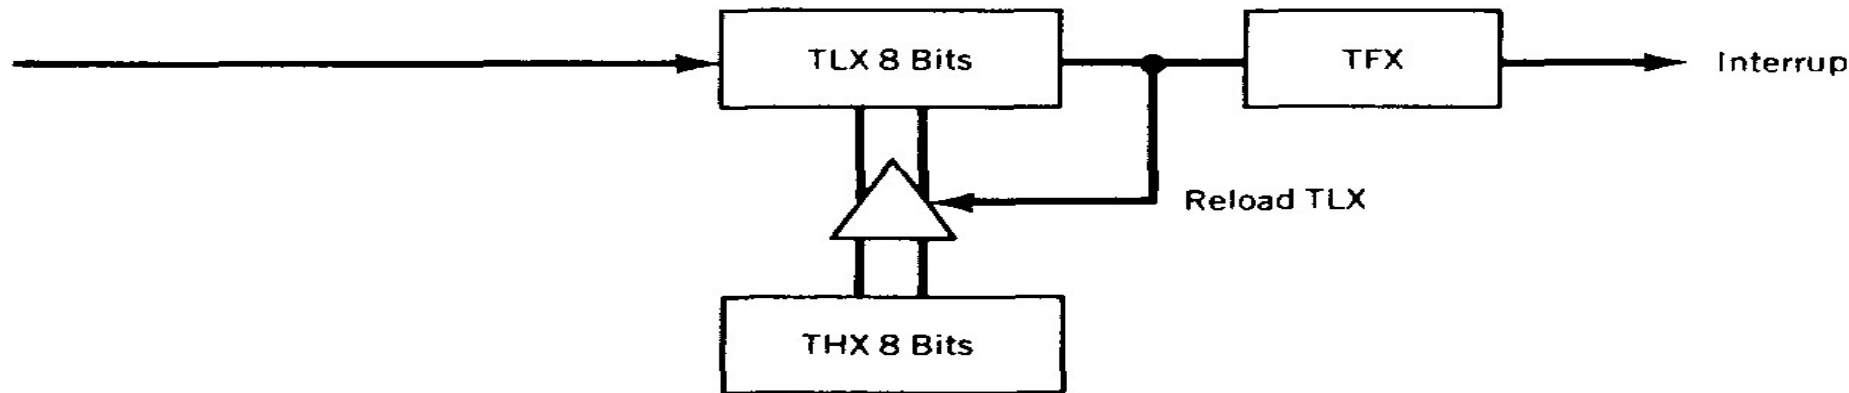 TLX 8 Bits
TFX
Interrup
Reload TLX
THX 8 Bits